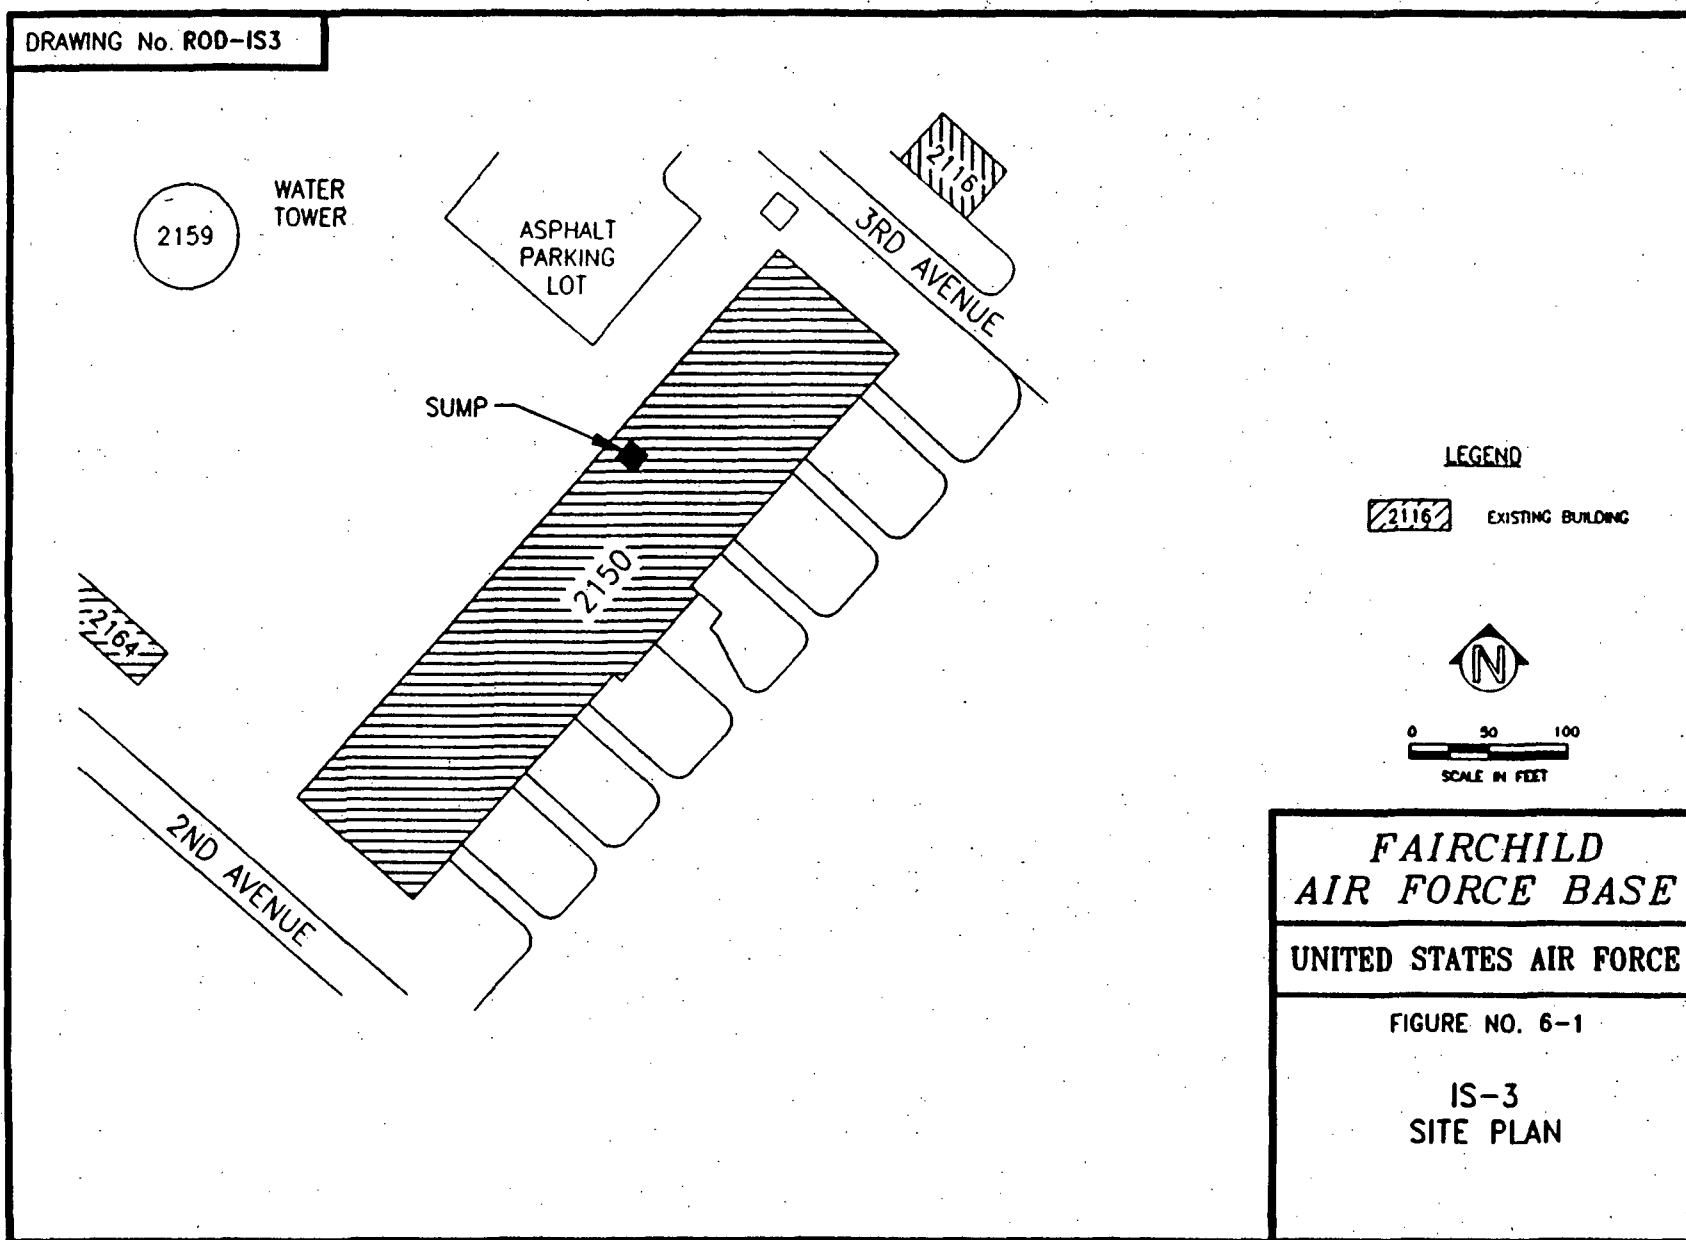 DRAWING No. ROD-IS3
2116
WATER
TOWER
2159
ASPHALT
PARKING
LOT
3RD AVENUE
SUMP
2150
2164
2ND AVENUE
LEGEND
2116 EXISTING BUILDING
N
0 50 100
SCALE IN FEET
FAIRCHILD
AIR FORCE BASE
UNITED STATES AIR FORCE
FIGURE NO. 6-1
IS-3
SITE PLAN